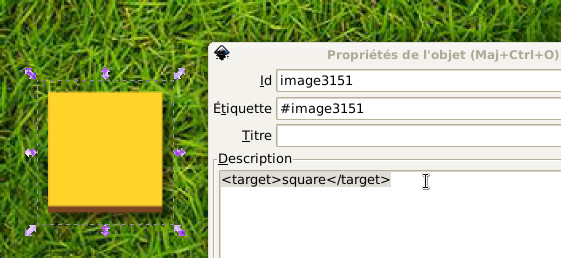 Propriétés de l'objet (Maj+Ctrl+O)
Id image3151
Étiquette #image3151
Titre
Description
<target>square</target>